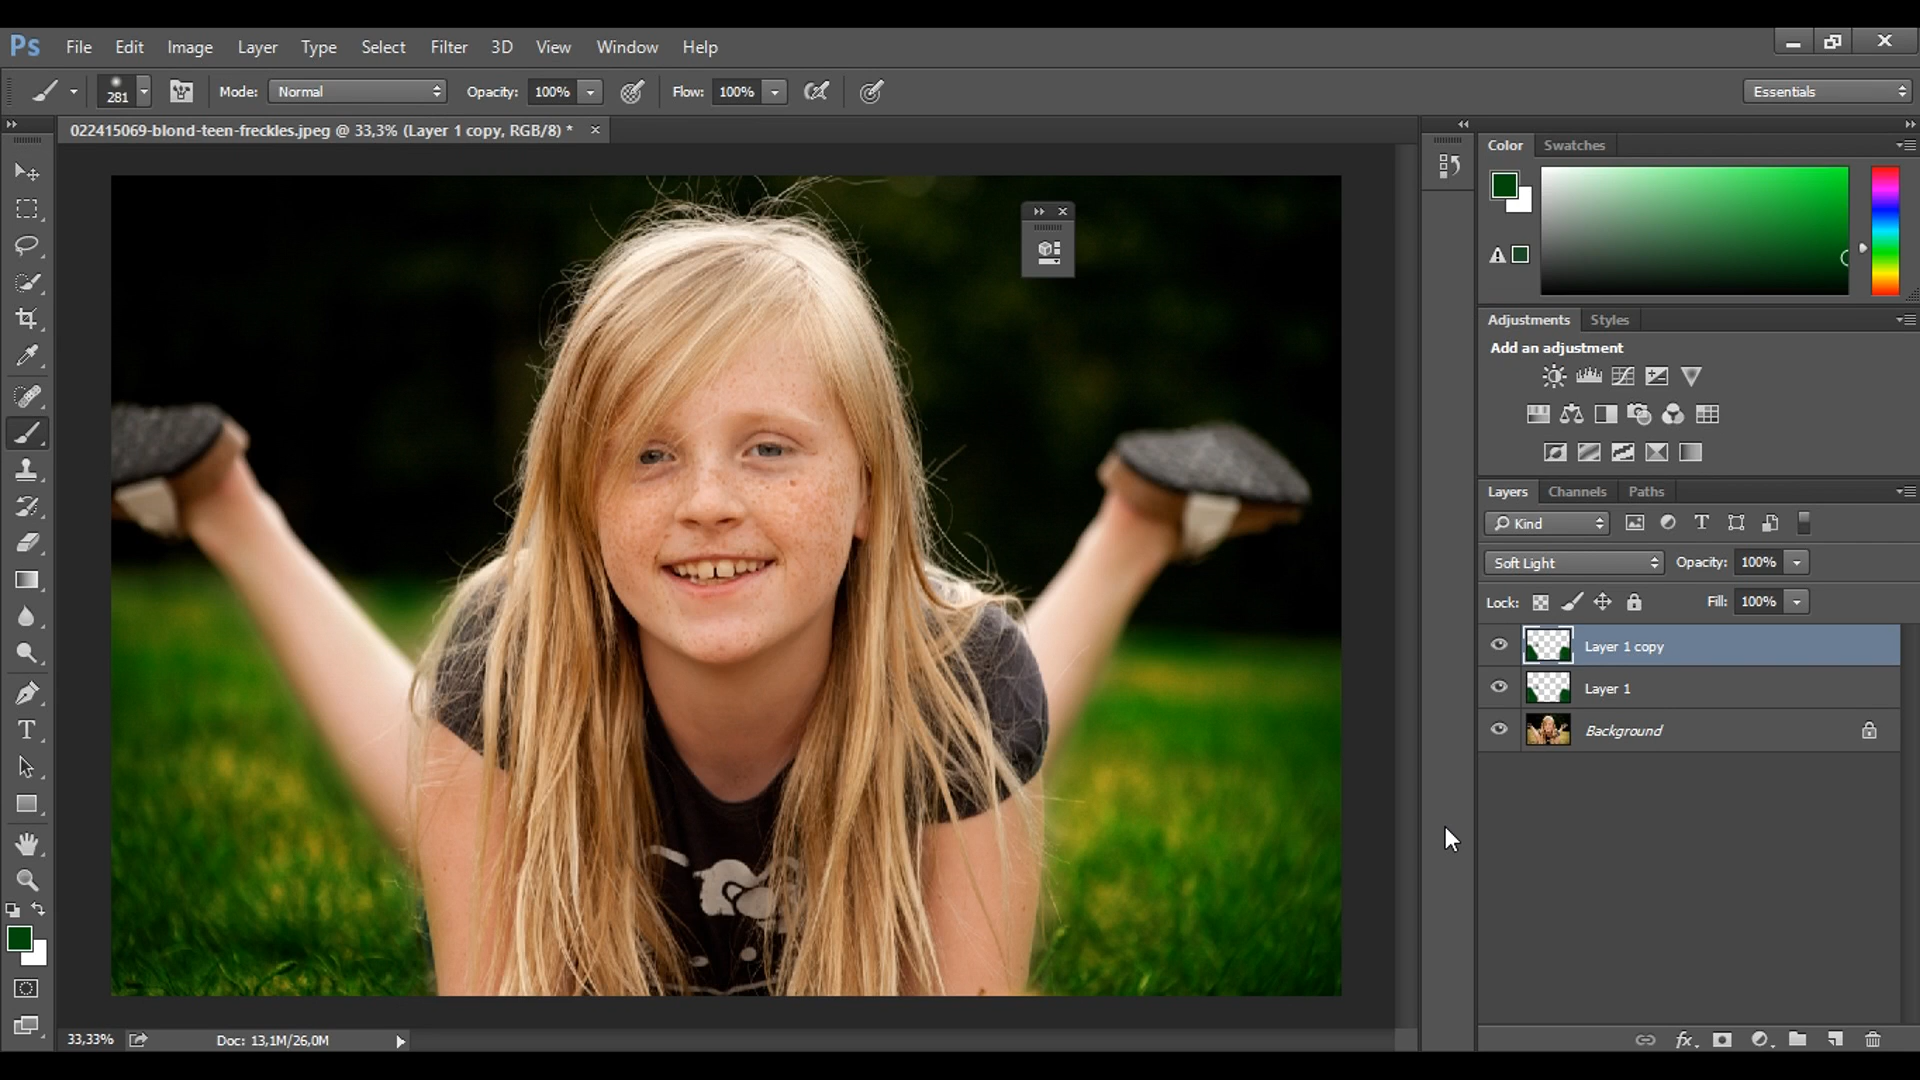 Ps File Edit Image Layer Type Select Filter 3D View Window Help
281 Mode: Normal Opacity: 100% Flow: 100% Essentials
022415069-blond-teen-freckles.jpeg @ 33,3% (Layer 1 copy, RGB/8) *
Color Swatches
Adjustments Styles
Add an adjustment
Layers Channels Paths
Kind
Soft Light Opacity: 100%
Lock: Fill: 100%
Layer 1 copy
Layer 1
Background
33,33% Doc: 13,1M/26,0M
fx